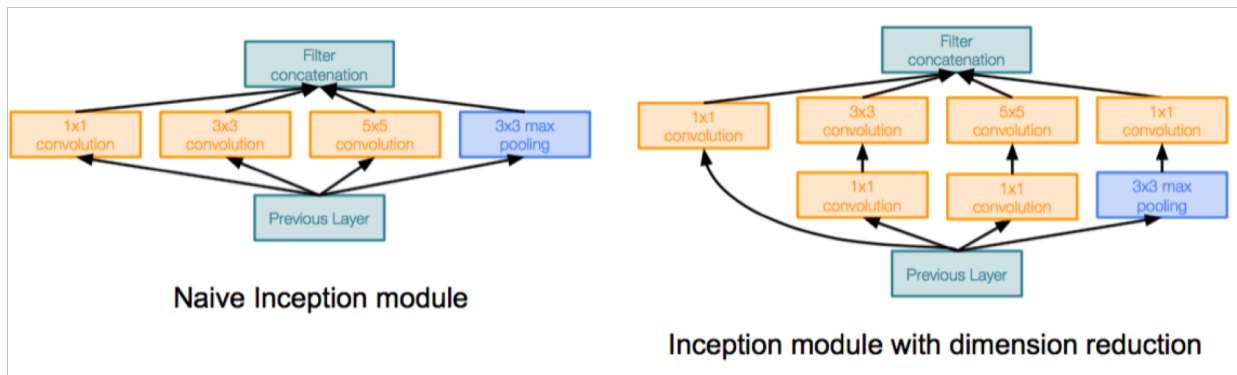 Filter
concatenation
1x1
convolution
3x3
convolution
5x5
convolution
3x3 max
pooling
Previous Layer
Naive Inception module
Filter
concatenation
1x1
convolution
3x3
convolution
5x5
convolution
1x1
convolution
1x1
convolution
1x1
convolution
3x3 max
pooling
Previous Layer
Inception module with dimension reduction